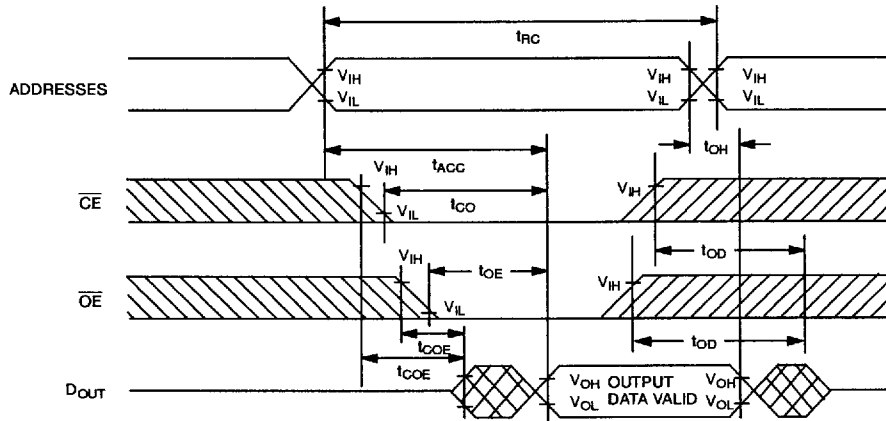 tRC
ADDRESSES
VIH
VIL
VIH
VIL
VIH
VIL
tOH
tACC
VIH
CE
tCO
VIL
VIH
tOD
VIH
OE
tOE
VIL
VIH
tOD
tCOE
tCOE
DOUT
VOH OUTPUT VOH
VOL DATA VALID VOL